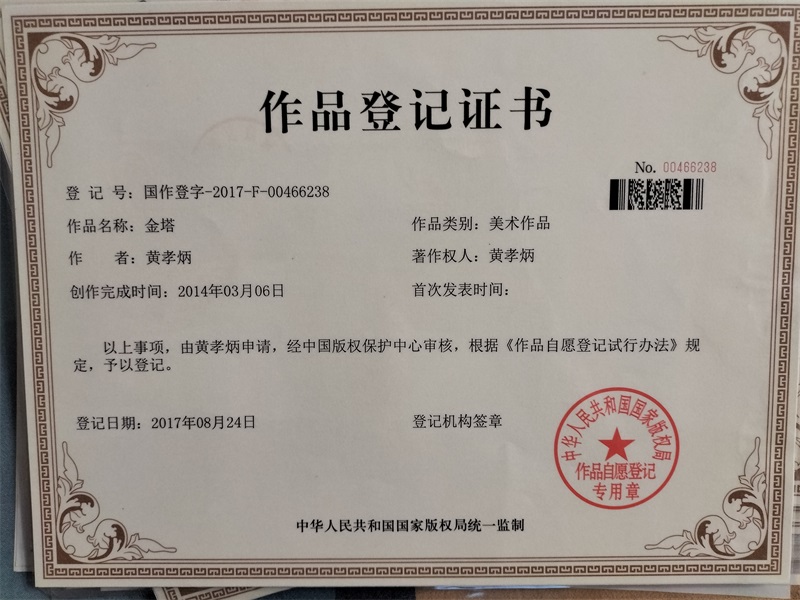 作品登记证书
No. 00466238
登 记 号：国作登字-2017-F-00466238
作品名称：金塔
作品类别：美术作品
作 者：黄孝炳
著作权人：黄孝炳
创作完成时间：2014年03月06日
首次发表时间：
以上事项，由黄孝炳申请，经中国版权保护中心审核，根据《作品自愿登记试行办法》规
定，予以登记。
登记日期：2017年08月24日
登记机构签章
中华人民共和国国家版权局
作品自愿登记
专用章
中华人民共和国国家版权局统一监制